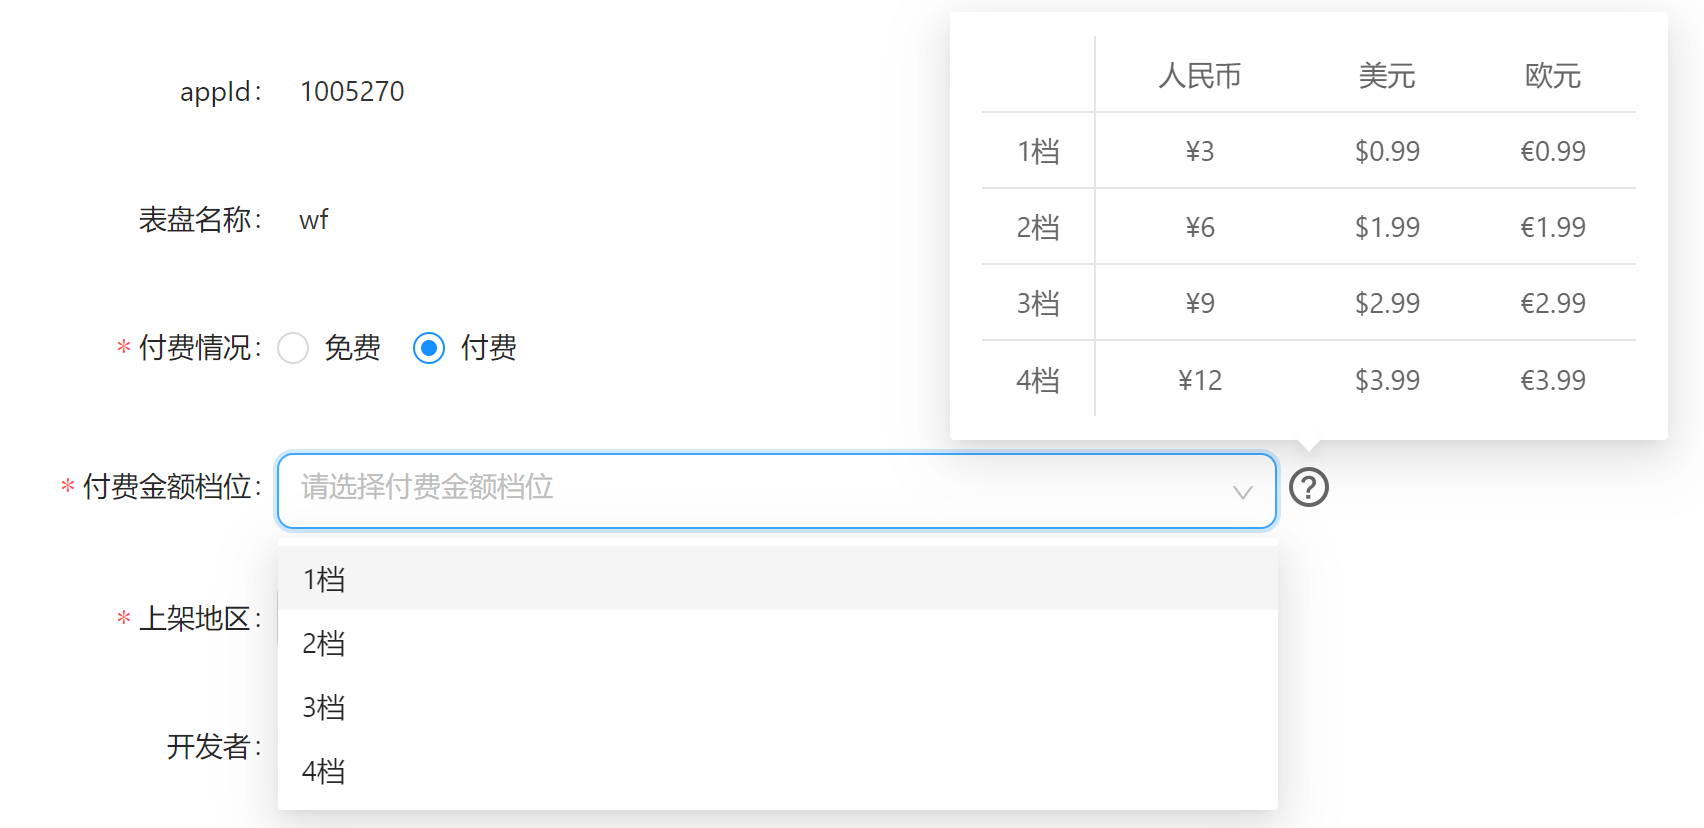 appId: 1005270
表盘名称: wf
* 付费情况: 免费 付费
* 付费金额档位: 请选择付费金额档位
1档
2档
3档
4档
* 上架地区:
开发者:
人民币 美元 欧元
1档 ¥3 $0.99 €0.99
2档 ¥6 $1.99 €1.99
3档 ¥9 $2.99 €2.99
4档 ¥12 $3.99 €3.99
?